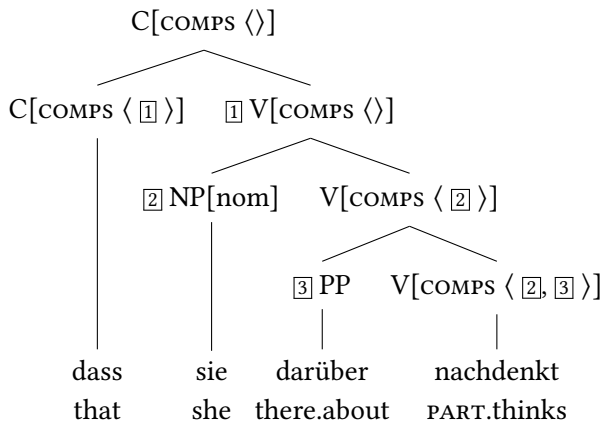 C[COMPS ⟨⟩]
C[COMPS ⟨ 1 ⟩] 1 V[COMPS ⟨⟩]
2 NP[nom] V[COMPS ⟨ 2 ⟩]
3 PP V[COMPS ⟨ 2, 3 ⟩]
dass sie darüber nachdenkt
that she there.about PART.thinks